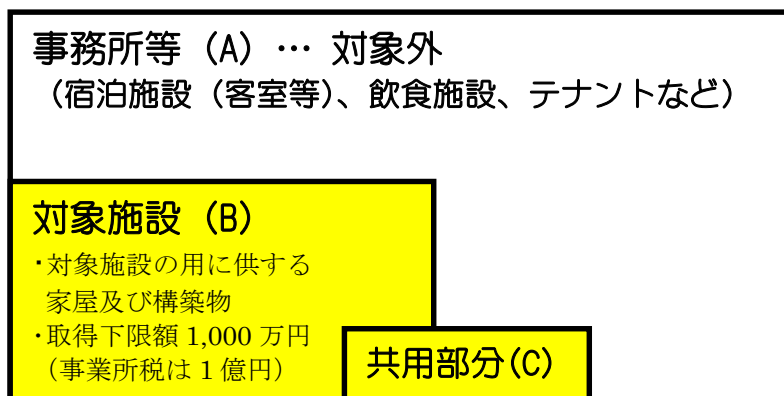 事務所等（A）… 対象外
（宿泊施設（客室等）、飲食施設、テナントなど）
対象施設（B）
・対象施設の用に供する
家屋及び構築物
・取得下限額 1,000 万円
（事業所税は 1 億円）
共用部分(C)